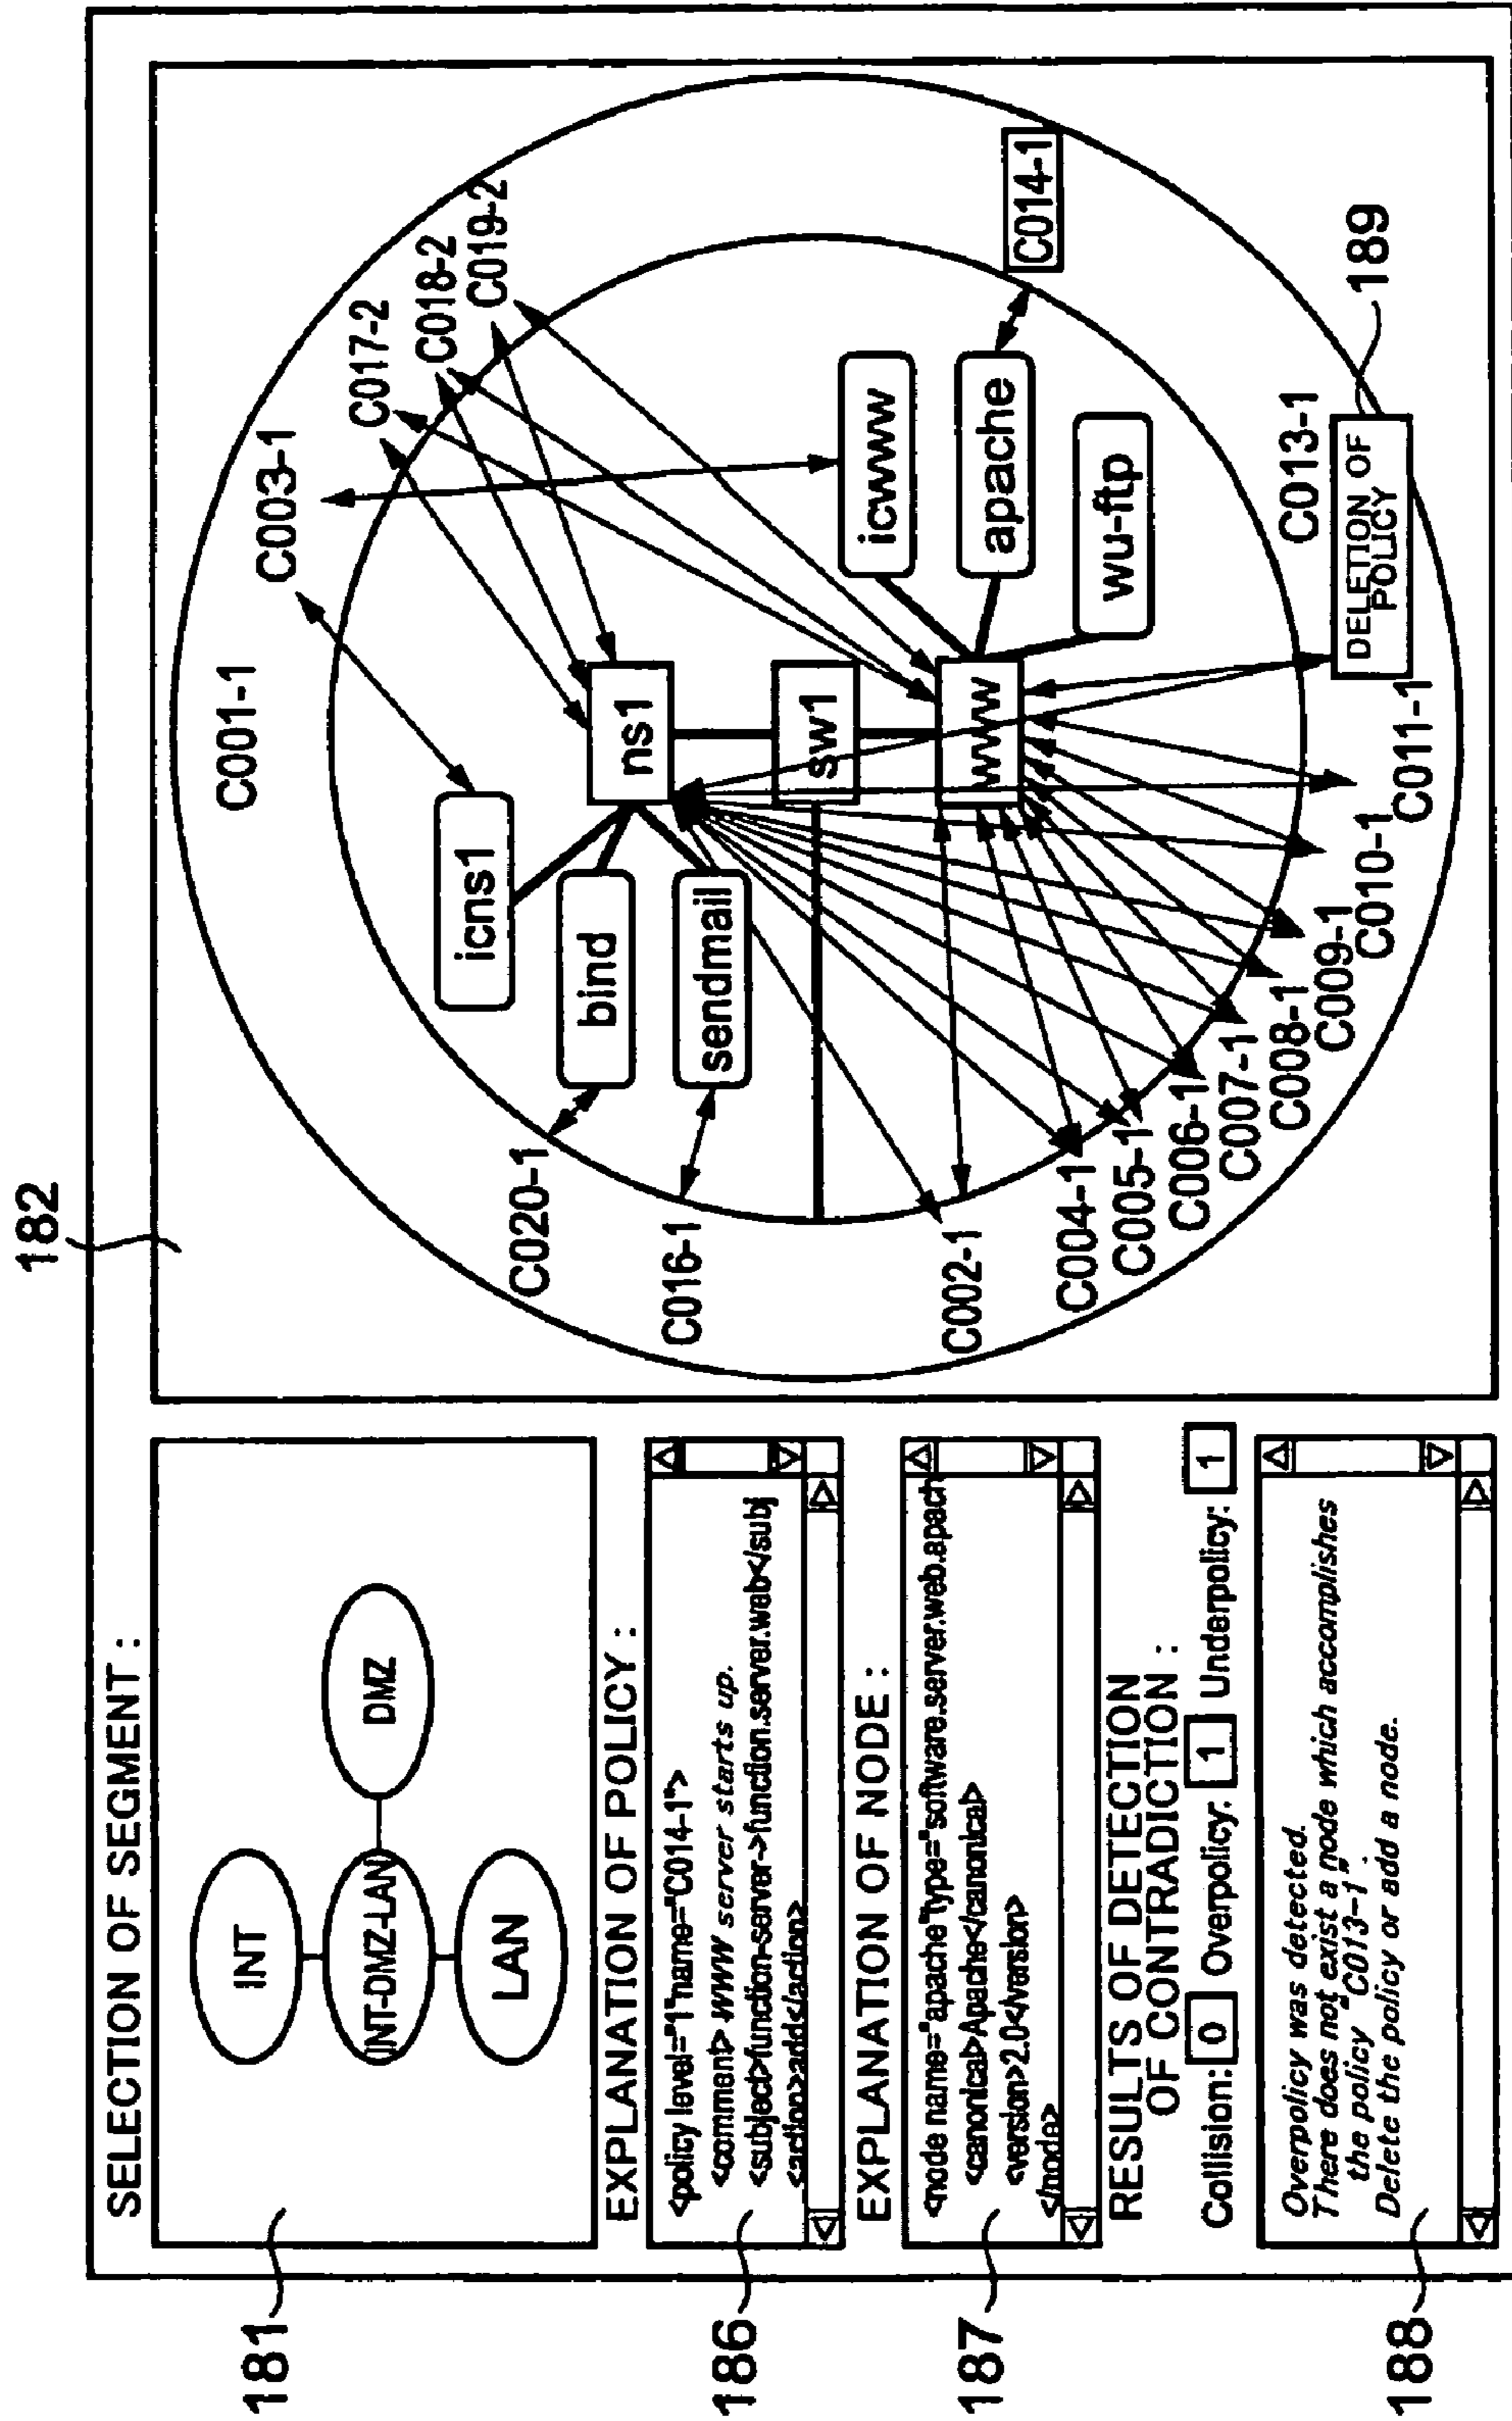 182
SELECTION OF SEGMENT :
INT
INT-DMZ-LAN
DMZ
LAN
181
EXPLANATION OF POLICY :
<policy level="1"name="C014-1">
<comment> WWW server starts up.
<subject>function-server->function.server.web</subj
<action>add</action>
186
EXPLANATION OF NODE :
<node name="apache"type="software.server.web.apach
<canonical>Apache</canonical>
<version>2.0</version>
</node>
187
RESULTS OF DETECTION
OF CONTRADICTION :
Collision: 0 Overpolicy: 1 Underpolicy: 1
Overpolicy was detected.
There does not exist a node which accomplishes
the policy "C013-1".
Delete the policy or add a node.
188
C001-1
C003-1
C017-2
C018-2
C019-2
C020-1
C016-1
C002-1
C004-1
C005-1
C006-1
C007-1
C008-1
C009-1
C010-1
C011-1
C013-1
C014-1
icns1
bind
sendmail
ns1
sw1
www
icwww
apache
wu-ftp
DELETION OF
POLICY
189